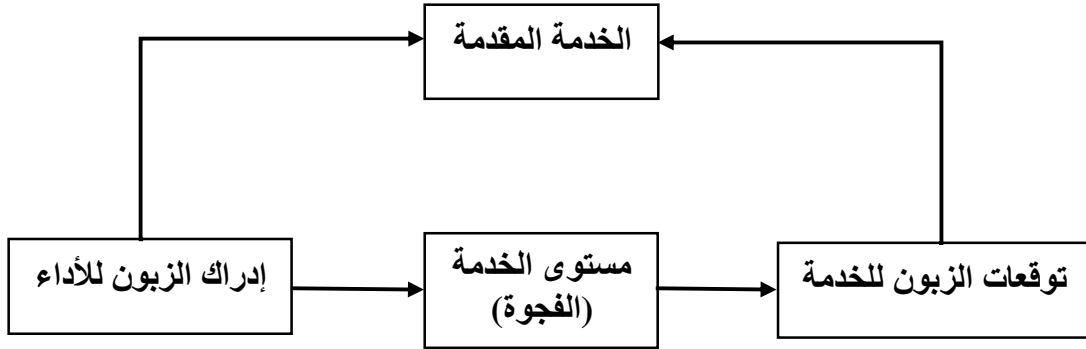 الخدمة المقدمة
توقعات الزبون للخدمة
مستوى الخدمة
(الفجوة)
إدراك الزبون للأداء